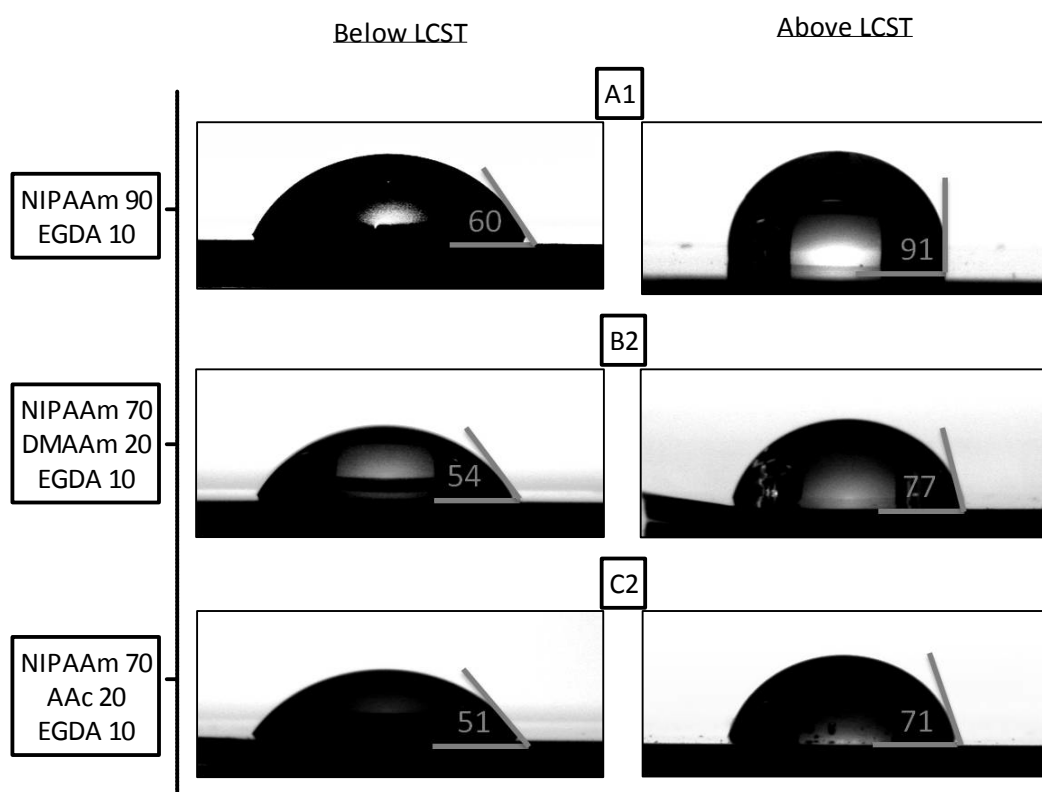 Below LCST
Above LCST
A1
NIPAAm 90
EGDA 10
60
91
B2
NIPAAm 70
DMAAm 20
EGDA 10
54
77
C2
NIPAAm 70
AAc 20
EGDA 10
51
71